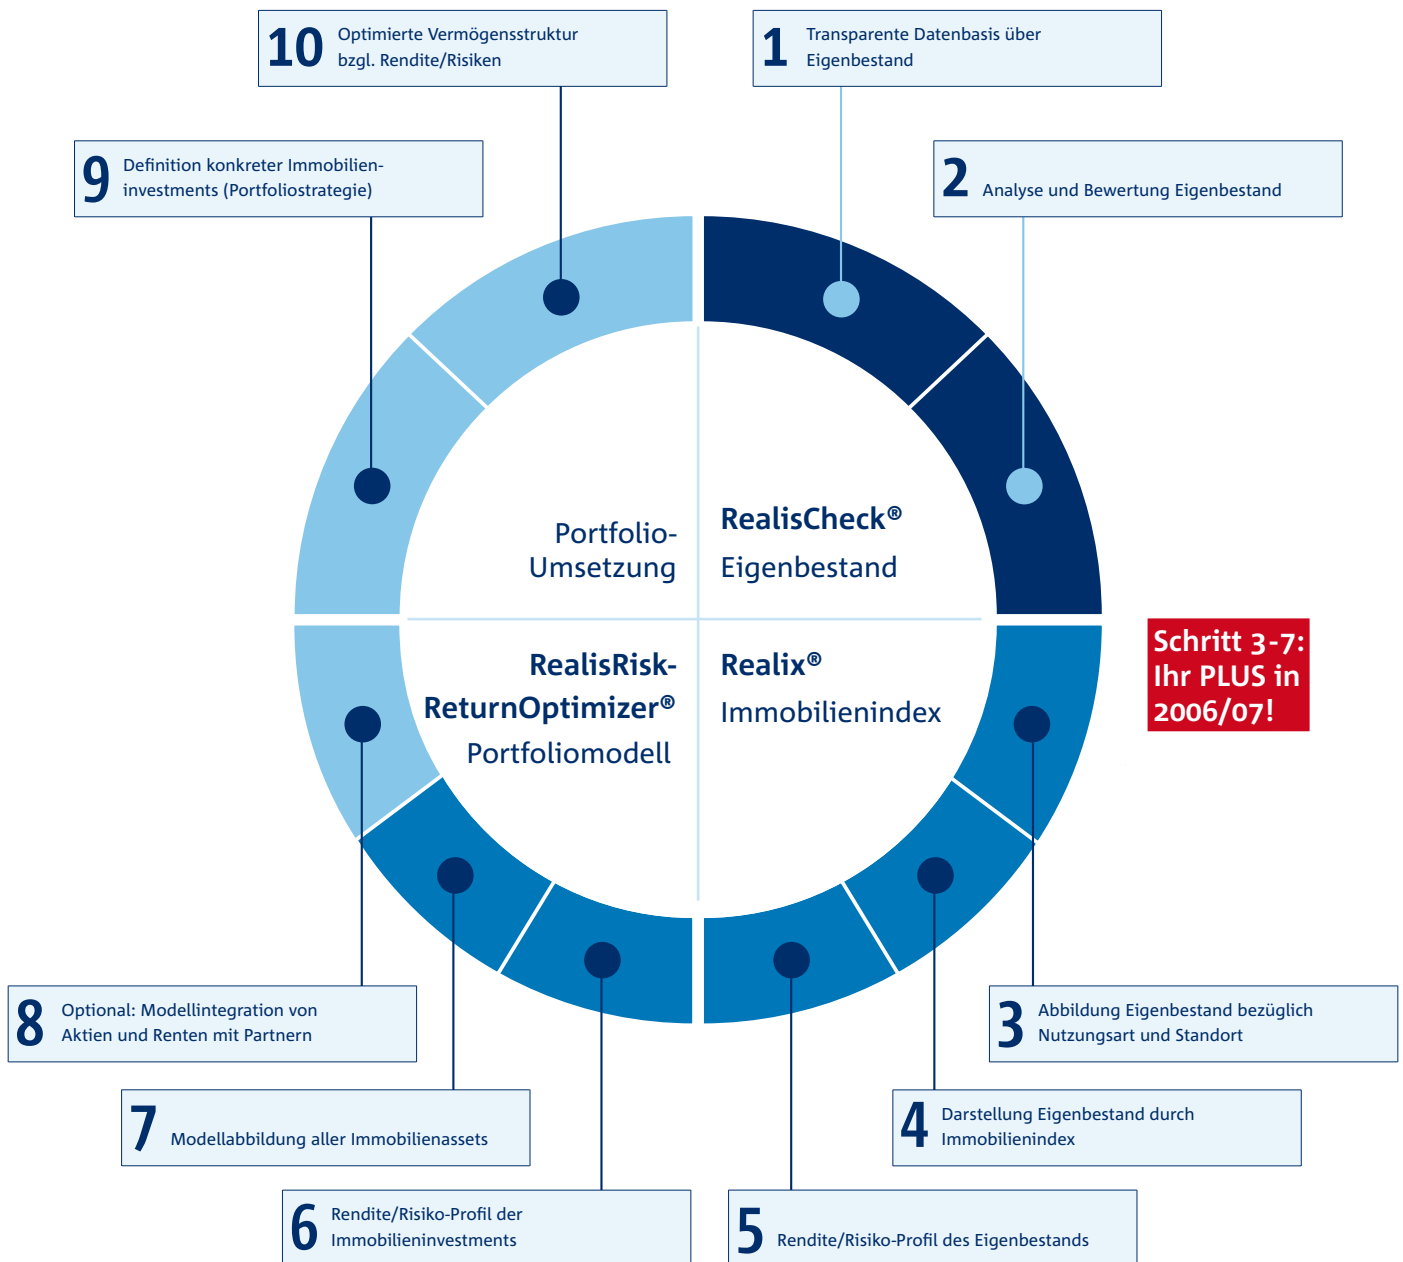 10 Optimierte Vermögensstruktur
bzgl. Rendite/Risiken
1 Transparente Datenbasis über
Eigenbestand
9 Definition konkreter Immobilien-
investments (Portfoliostrategie)
2 Analyse und Bewertung Eigenbestand
Portfolio-
Umsetzung
RealisCheck®
Eigenbestand
RealisRisk-
ReturnOptimizer®
Portfoliomodell
Realix®
Immobilienindex
Schritt 3-7:
Ihr PLUS in
2006/07!
8 Optional: Modellintegration von
Aktien und Renten mit Partnern
3 Abbildung Eigenbestand bezüglich
Nutzungsart und Standort
7 Modellabbildung aller Immobilienassets
4 Darstellung Eigenbestand durch
Immobilienindex
6 Rendite/Risiko-Profil der
Immobilieninvestments
5 Rendite/Risiko-Profil des Eigenbestands